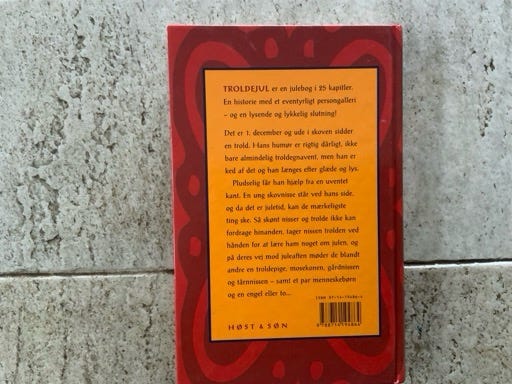 TROLDEJUL er en julebog i 25 kapitler.
En historie med et eventyrligt persongalleri
– og en lysende og lykkelig slutning!
Det er 1. december og ude i skoven sidder
en trold. Hans humør er rigtig dårligt, ikke
bare almindelig troldegnavent, men han er
ked af det og han længes efter glæde og lys.
Pludselig får han hjælp fra en uventet
kant. En ung skovnisse står ved hans side,
og da det er juletid, kan de mærkeligste
ting ske. Så skønt nisser og trolde ikke kan
fordrage hinanden, tager nissen trolden ved
hånden for at lære ham noget om julen, og
på deres vej mod juleaften møder de blandt
andre en troldepige, mosekonen, gårdnissen
og tårnnissen – samt et par menneskebørn
og en engel eller to...
ISBN 87-14-19486-4
9788714194864
HØST & SØN